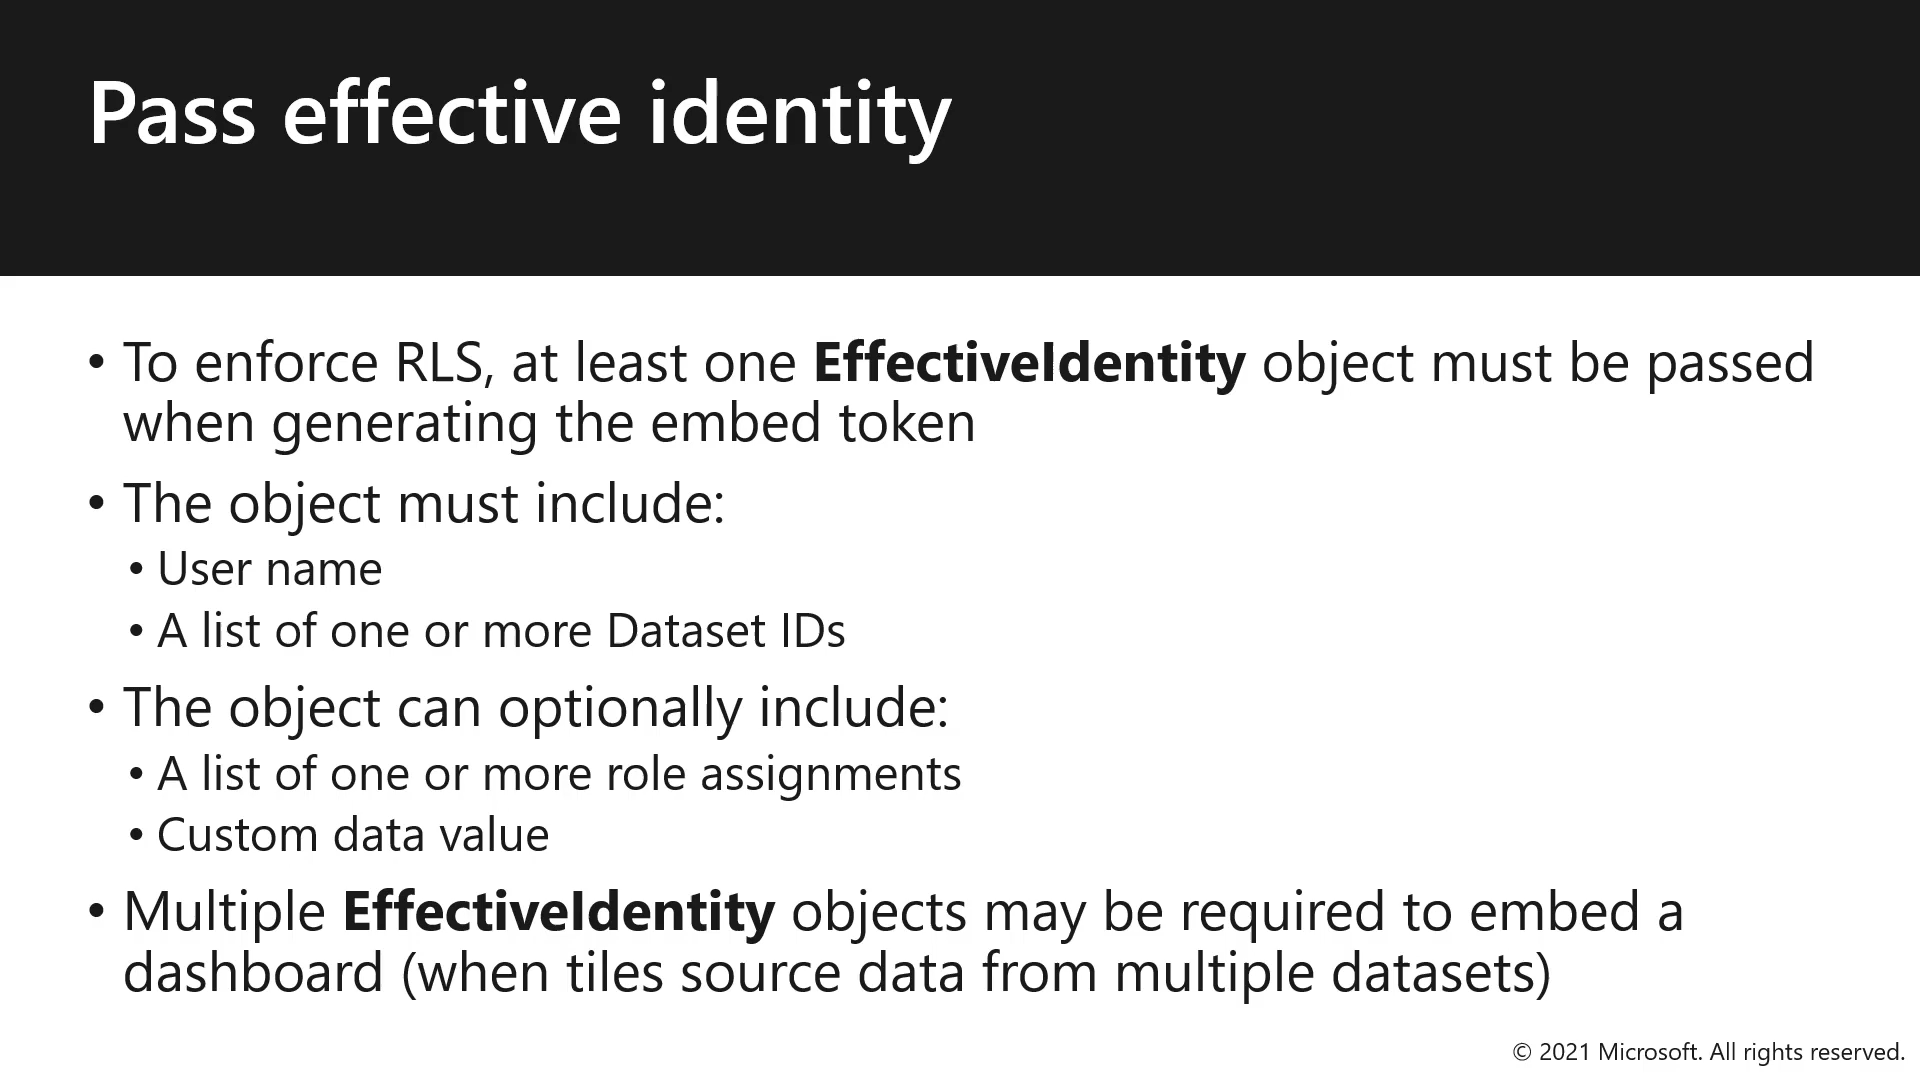 Pass effective identity
• To enforce RLS, at least one EffectiveIdentity object must be passed
when generating the embed token
• The object must include:
• User name
• A list of one or more Dataset IDs
• The object can optionally include:
• A list of one or more role assignments
• Custom data value
• Multiple EffectiveIdentity objects may be required to embed a
dashboard (when tiles source data from multiple datasets)
© 2021 Microsoft. All rights reserved.